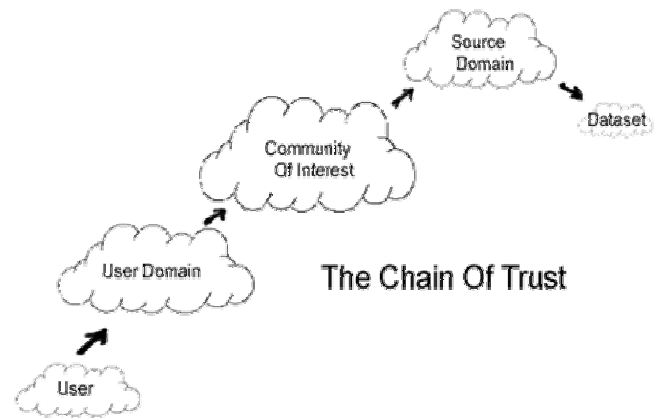 Source
Domain
Dataset
Community
Of Interest
User Domain
The Chain Of Trust
User